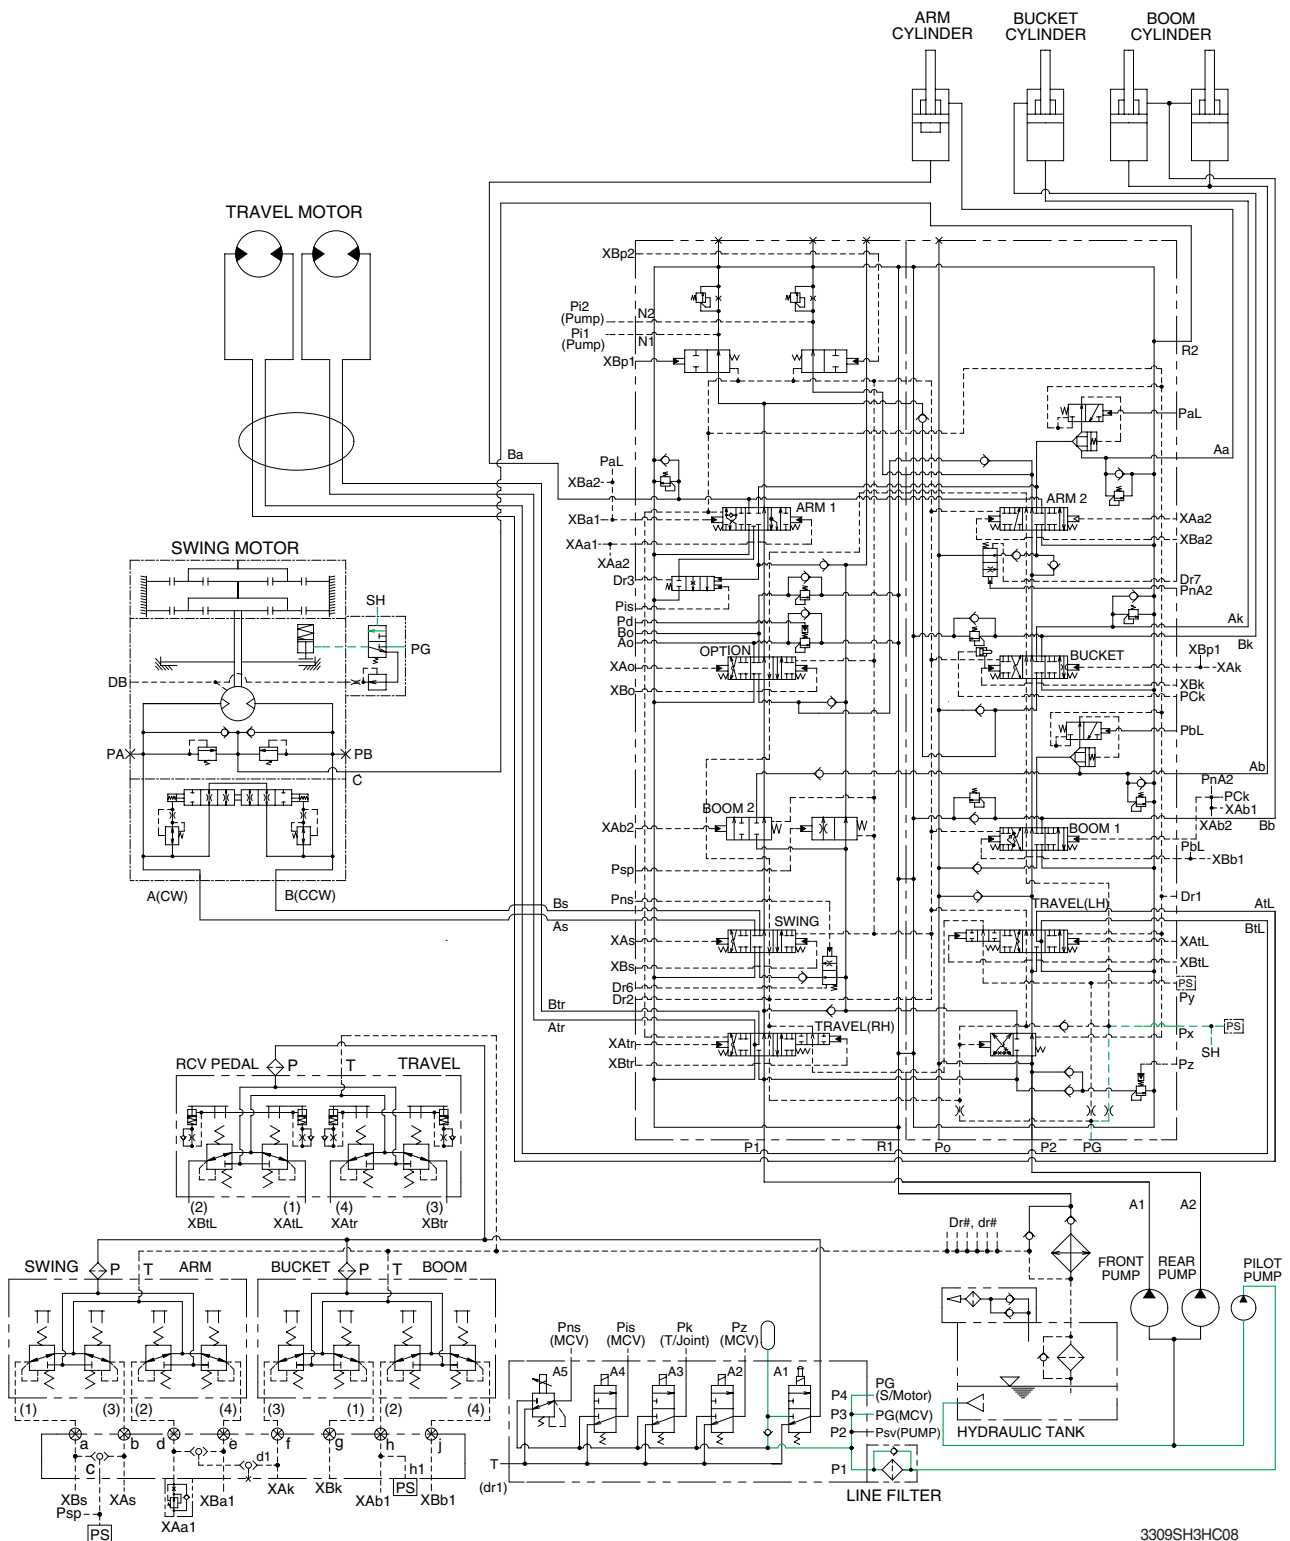 ARM
CYLINDER
BUCKET
CYLINDER
BOOM
CYLINDER
TRAVEL MOTOR
XBp2
Pi2
(Pump)
N2
Pi1
(Pump)
N1
XBp1
R2
PaL
Aa
Ba
PaL
XBa2
XBa1
ARM 1
ARM 2
XAa2
XBa2
XAa1
XAa2
SWING MOTOR
Dr3
Dr7
PnA2
SH
Pis
Pd
Bo
Ao
Ak
Bk
PG
OPTION
BUCKET
XBp1
XAk
XAo
XBo
XBk
PCk
DB
PbL
PA
PB
C
Ab
PnA2
PCk
XAb1
XAb2
Bb
BOOM 2
XAb2
BOOM 1
PbL
XBb1
Psp
A(CW)
B(CCW)
Pns
Dr1
Bs
As
AtL
BtL
TRAVEL(LH)
SWING
XAs
XAtL
XBs
XBtL
Dr6
Dr2
PS
Py
Btr
Atr
TRAVEL(RH)
Px
PS
SH
XAtr
XBtr
Pz
RCV PEDAL
P
T
TRAVEL
P1
R1
Po
P2
PG
(2)
(1)
(4)
(3)
XBtL
XAtL
XAtr
XBtr
A1
A2
Dr#, dr#
SWING
P
T
ARM
BUCKET
P
T
BOOM
FRONT
PUMP
REAR
PUMP
PILOT
PUMP
Pns
(MCV)
Pis
(MCV)
Pk
(T/Joint)
Pz
(MCV)
A5
A4
A3
A2
A1
PG
(S/Motor)
P4
P3
PG(MCV)
P2
Psv(PUMP)
HYDRAULIC TANK
(1)
(3)
(2)
(4)
(3)
(1)
(2)
(4)
a
b
d
e
f
g
h
j
c
d1
h1
T
(dr1)
P1
LINE FILTER
XBs
XAs
XBa1
XAk
XBk
XAb1
PS
XBb1
Psp
PS
XAa1
3309SH3HC08